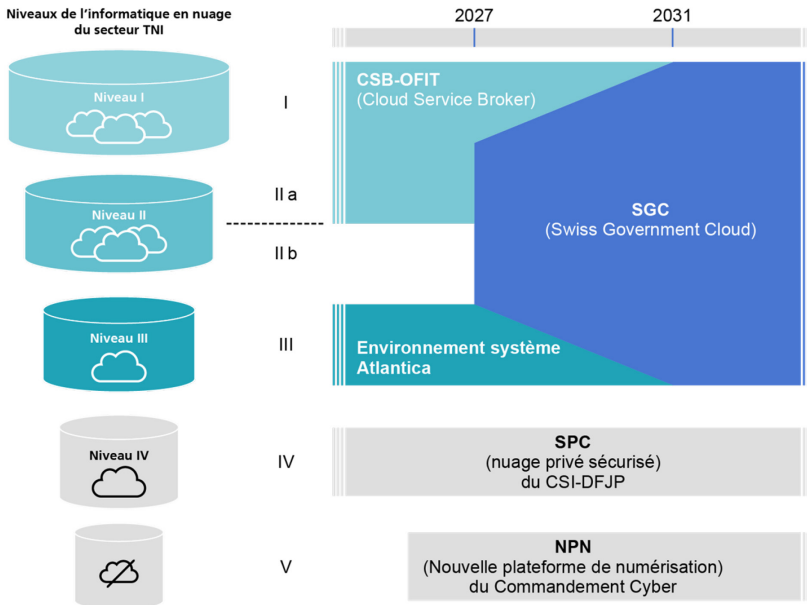 Niveaux de l’informatique en nuage
du secteur TNI
2027
2031
Niveau I
I
CSB-OFIT
(Cloud Service Broker)
Niveau II
II a
II b
SGC
(Swiss Government Cloud)
Niveau III
III
Environnement système
Atlantica
Niveau IV
IV
SPC
(nuage privé sécurisé)
du CSI-DFJP
V
NPN
(Nouvelle plateforme de numérisation)
du Commandement Cyber